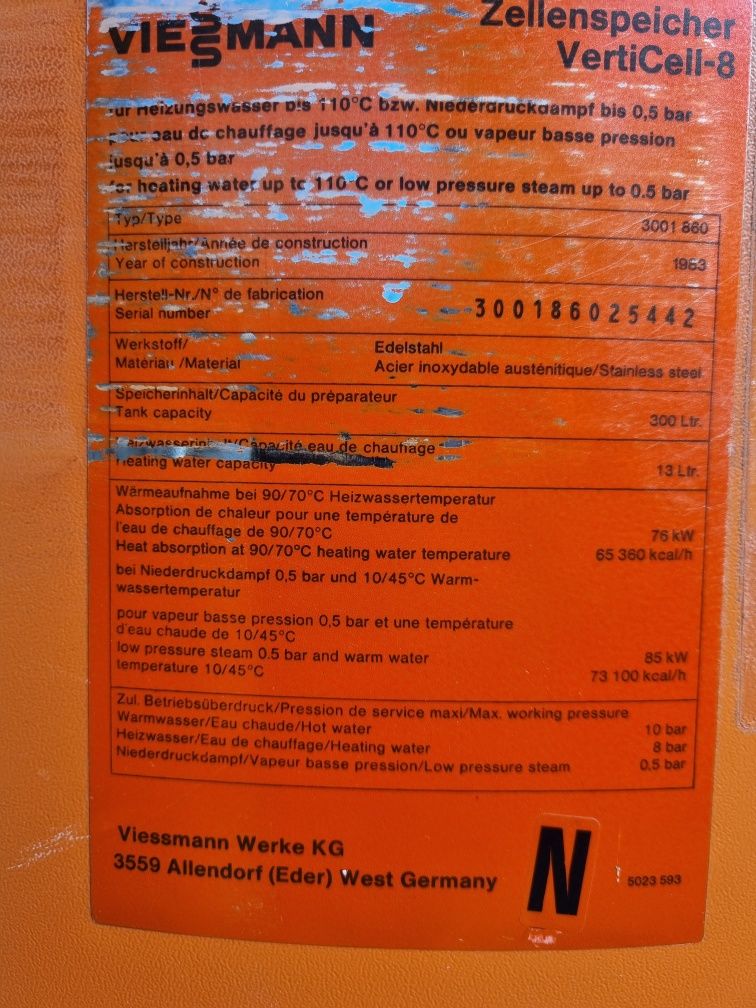 VIESSMANN
Zellenspeicher
VertiCell-8
für Heizungswasser bis 110°C bzw. Niederdruckdampf bis 0,5 bar
pour eau de chauffage jusqu'à 110°C ou vapeur basse pression
jusqu'à 0,5 bar
for heating water up to 110°C or low pressure steam up to 0.5 bar
Typ/Type 3001 860
Herstelljahr/Année de construction
Year of construction 1983
Herstell-Nr./N° de fabrication
Serial number 300186025442
Werkstoff/ Edelstahl
Matériau/Material Acier inoxydable austénitique/Stainless steel
Speicherinhalt/Capacité du préparateur
Tank capacity 300 Ltr.
Heizwasserinhalt/Capacité eau de chauffage
Heating water capacity 13 Ltr.
Wärmeaufnahme bei 90/70°C Heizwassertemperatur
Absorption de chaleur pour une température de
l'eau de chauffage de 90/70°C 76 kW
Heat absorption at 90/70°C heating water temperature 65 360 kcal/h
bei Niederdruckdampf 0,5 bar und 10/45°C Warm-
wassertemperatur
pour vapeur basse pression 0,5 bar et une température
d'eau chaude de 10/45°C
low pressure steam 0.5 bar and warm water 85 kW
temperature 10/45°C 73 100 kcal/h
Zul. Betriebsüberdruck/Pression de service maxi/Max. working pressure
Warmwasser/Eau chaude/Hot water 10 bar
Heizwasser/Eau de chauffage/Heating water 8 bar
Niederdruckdampf/Vapeur basse pression/Low pressure steam 0,5 bar
Viessmann Werke KG
3559 Allendorf (Eder) West Germany
N
5023 593